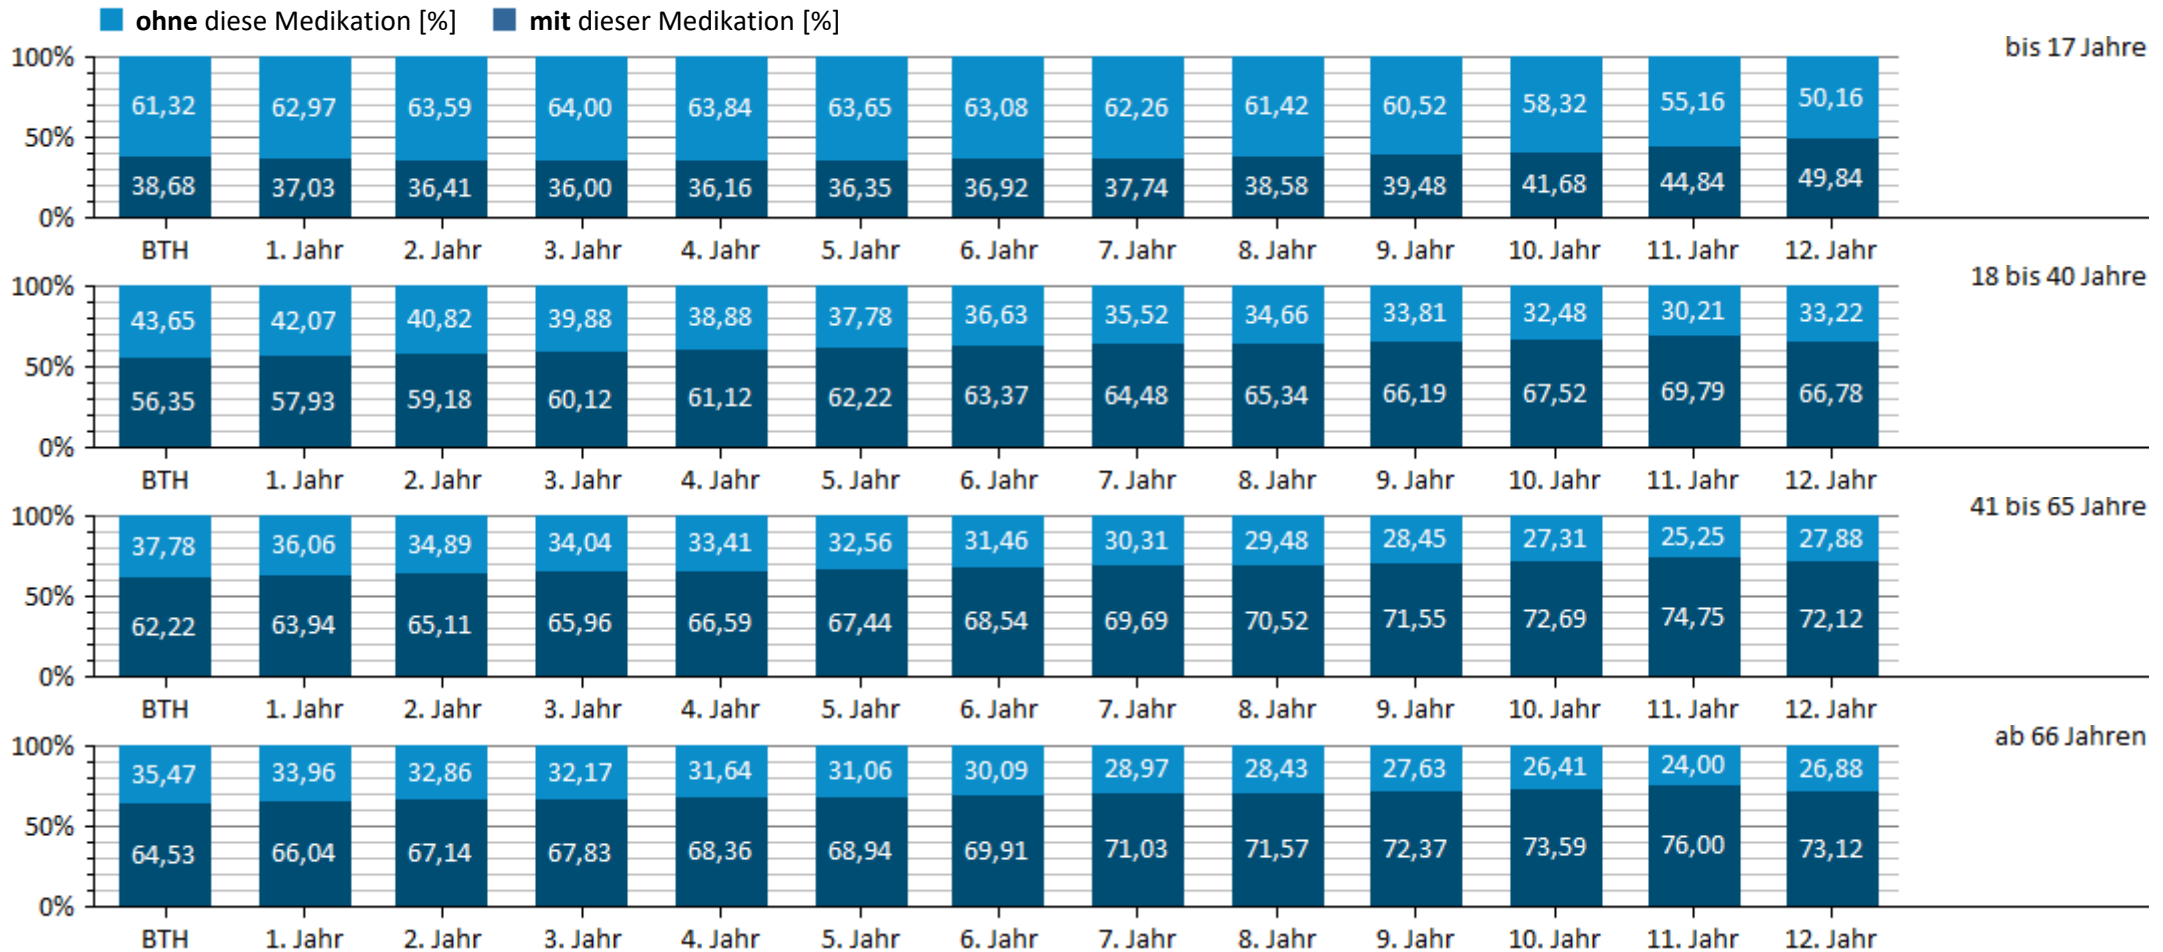 ohne diese Medikation [%] mit dieser Medikation [%]
bis 17 Jahre
100%
61,32 62,97 63,59 64,00 63,84 63,65 63,08 62,26 61,42 60,52 58,32 55,16 50,16
50%
38,68 37,03 36,41 36,00 36,16 36,35 36,92 37,74 38,58 39,48 41,68 44,84 49,84
0%
BTH 1. Jahr 2. Jahr 3. Jahr 4. Jahr 5. Jahr 6. Jahr 7. Jahr 8. Jahr 9. Jahr 10. Jahr 11. Jahr 12. Jahr
18 bis 40 Jahre
100%
43,65 42,07 40,82 39,88 38,88 37,78 36,63 35,52 34,66 33,81 32,48 30,21 33,22
50%
56,35 57,93 59,18 60,12 61,12 62,22 63,37 64,48 65,34 66,19 67,52 69,79 66,78
0%
BTH 1. Jahr 2. Jahr 3. Jahr 4. Jahr 5. Jahr 6. Jahr 7. Jahr 8. Jahr 9. Jahr 10. Jahr 11. Jahr 12. Jahr
41 bis 65 Jahre
100%
37,78 36,06 34,89 34,04 33,41 32,56 31,46 30,31 29,48 28,45 27,31 25,25 27,88
50%
62,22 63,94 65,11 65,96 66,59 67,44 68,54 69,69 70,52 71,55 72,69 74,75 72,12
0%
BTH 1. Jahr 2. Jahr 3. Jahr 4. Jahr 5. Jahr 6. Jahr 7. Jahr 8. Jahr 9. Jahr 10. Jahr 11. Jahr 12. Jahr
ab 66 Jahren
100%
35,47 33,96 32,86 32,17 31,64 31,06 30,09 28,97 28,43 27,63 26,41 24,00 26,88
50%
64,53 66,04 67,14 67,83 68,36 68,94 69,91 71,03 71,57 72,37 73,59 76,00 73,12
0%
BTH 1. Jahr 2. Jahr 3. Jahr 4. Jahr 5. Jahr 6. Jahr 7. Jahr 8. Jahr 9. Jahr 10. Jahr 11. Jahr 12. Jahr